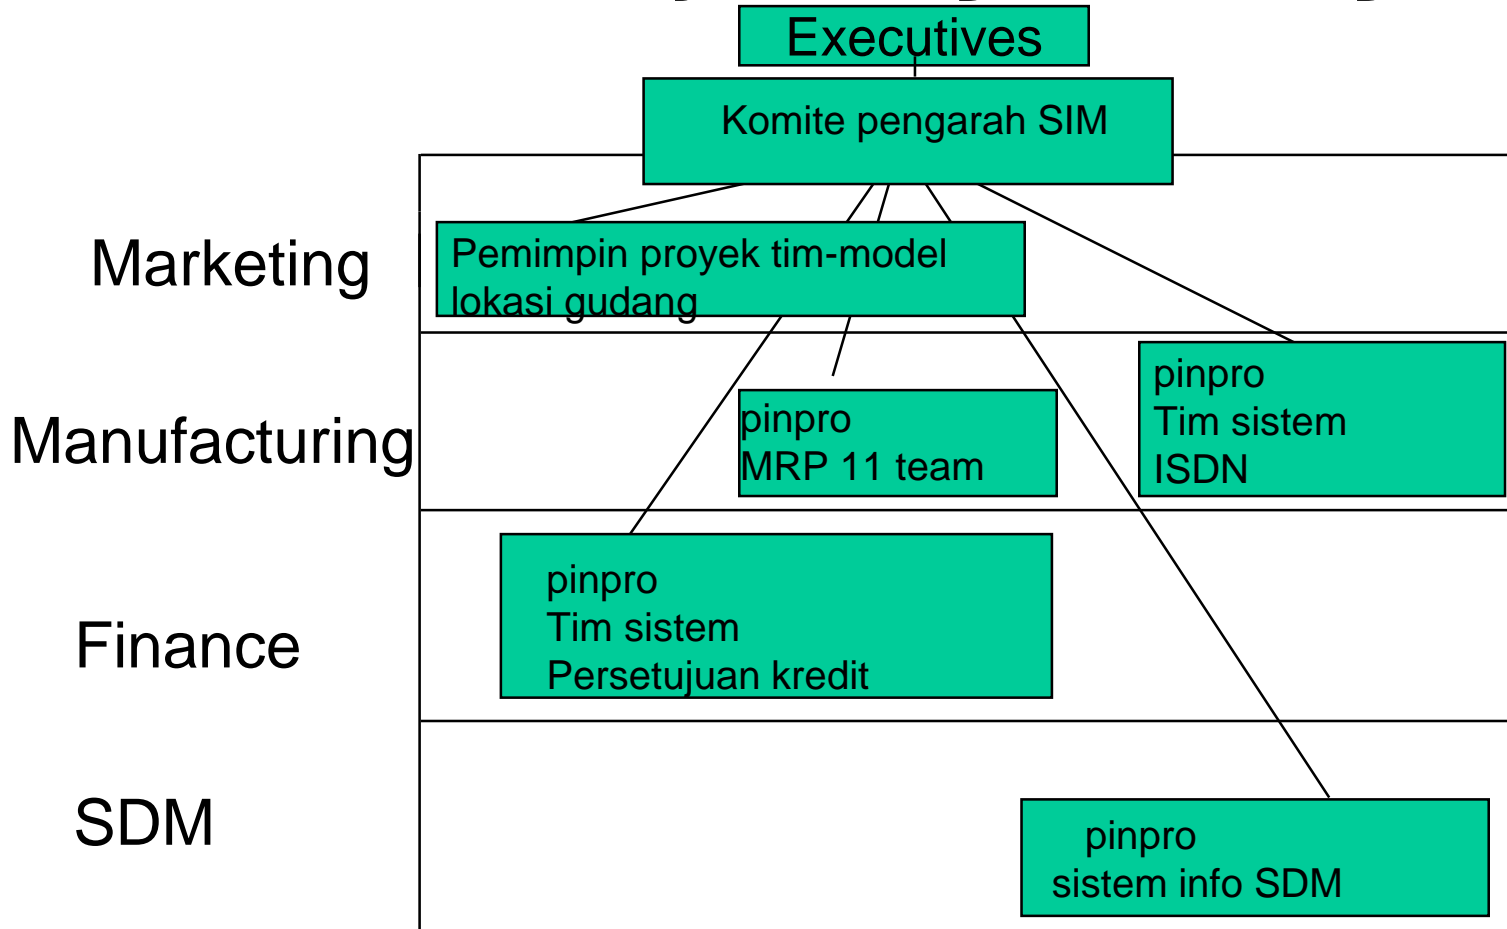 Executives
Komite pengarah SIM
Marketing
Pemimpin proyek tim-model
lokasi gudang
Manufacturing
pinpro
MRP 11 team
pinpro
Tim sistem
ISDN
Finance
pinpro
Tim sistem
Persetujuan kredit
SDM
pinpro
sistem info SDM